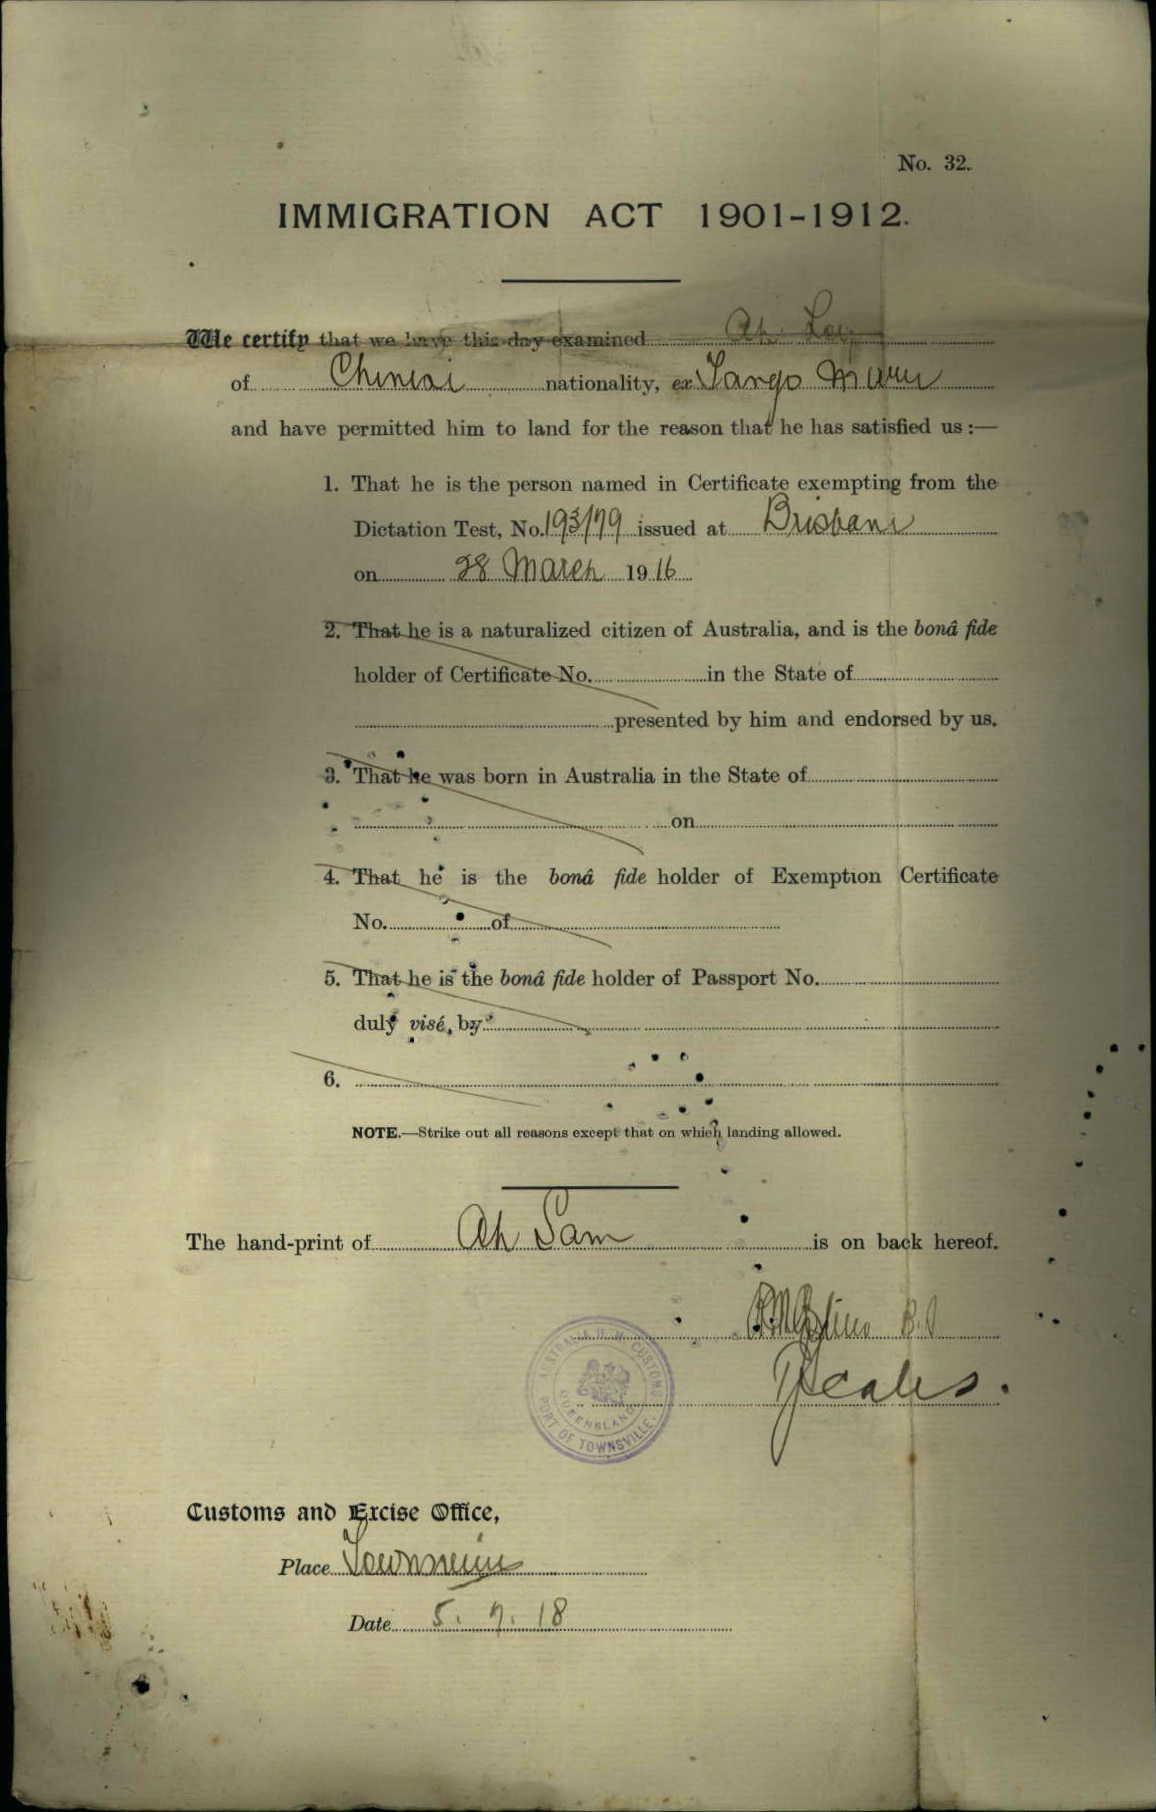 No. 32.
IMMIGRATION ACT 1901-1912.
We certify that we have this day examined Ah
of nationality, ex Tango Maru
and have permitted him to land for the reason that he has satisfied us :—
1. That he is the person named in Certificate exempting from the
Dictation Test, No. 193/79 issued at Brisbane
on 28 March 1916
2. That he is a naturalized citizen of Australia, and is the bonâ fide
holder of Certificate No. in the State of
presented by him and endorsed by us.
3. That he was born in Australia in the State of
on
4. That he is the bonâ fide holder of Exemption Certificate
No. of
5. That he is the bonâ fide holder of Passport No.
duly visé, by
6.
NOTE.—Strike out all reasons except that on which landing allowed.
The hand-print of Ah Sam is on back hereof.
AUSTRALIA H. M. CUSTOMS
QUEENSLAND
PORT OF TOWNSVILLE.
Customs and Excise Office,
Place Townsville
Date 5. 7. 18